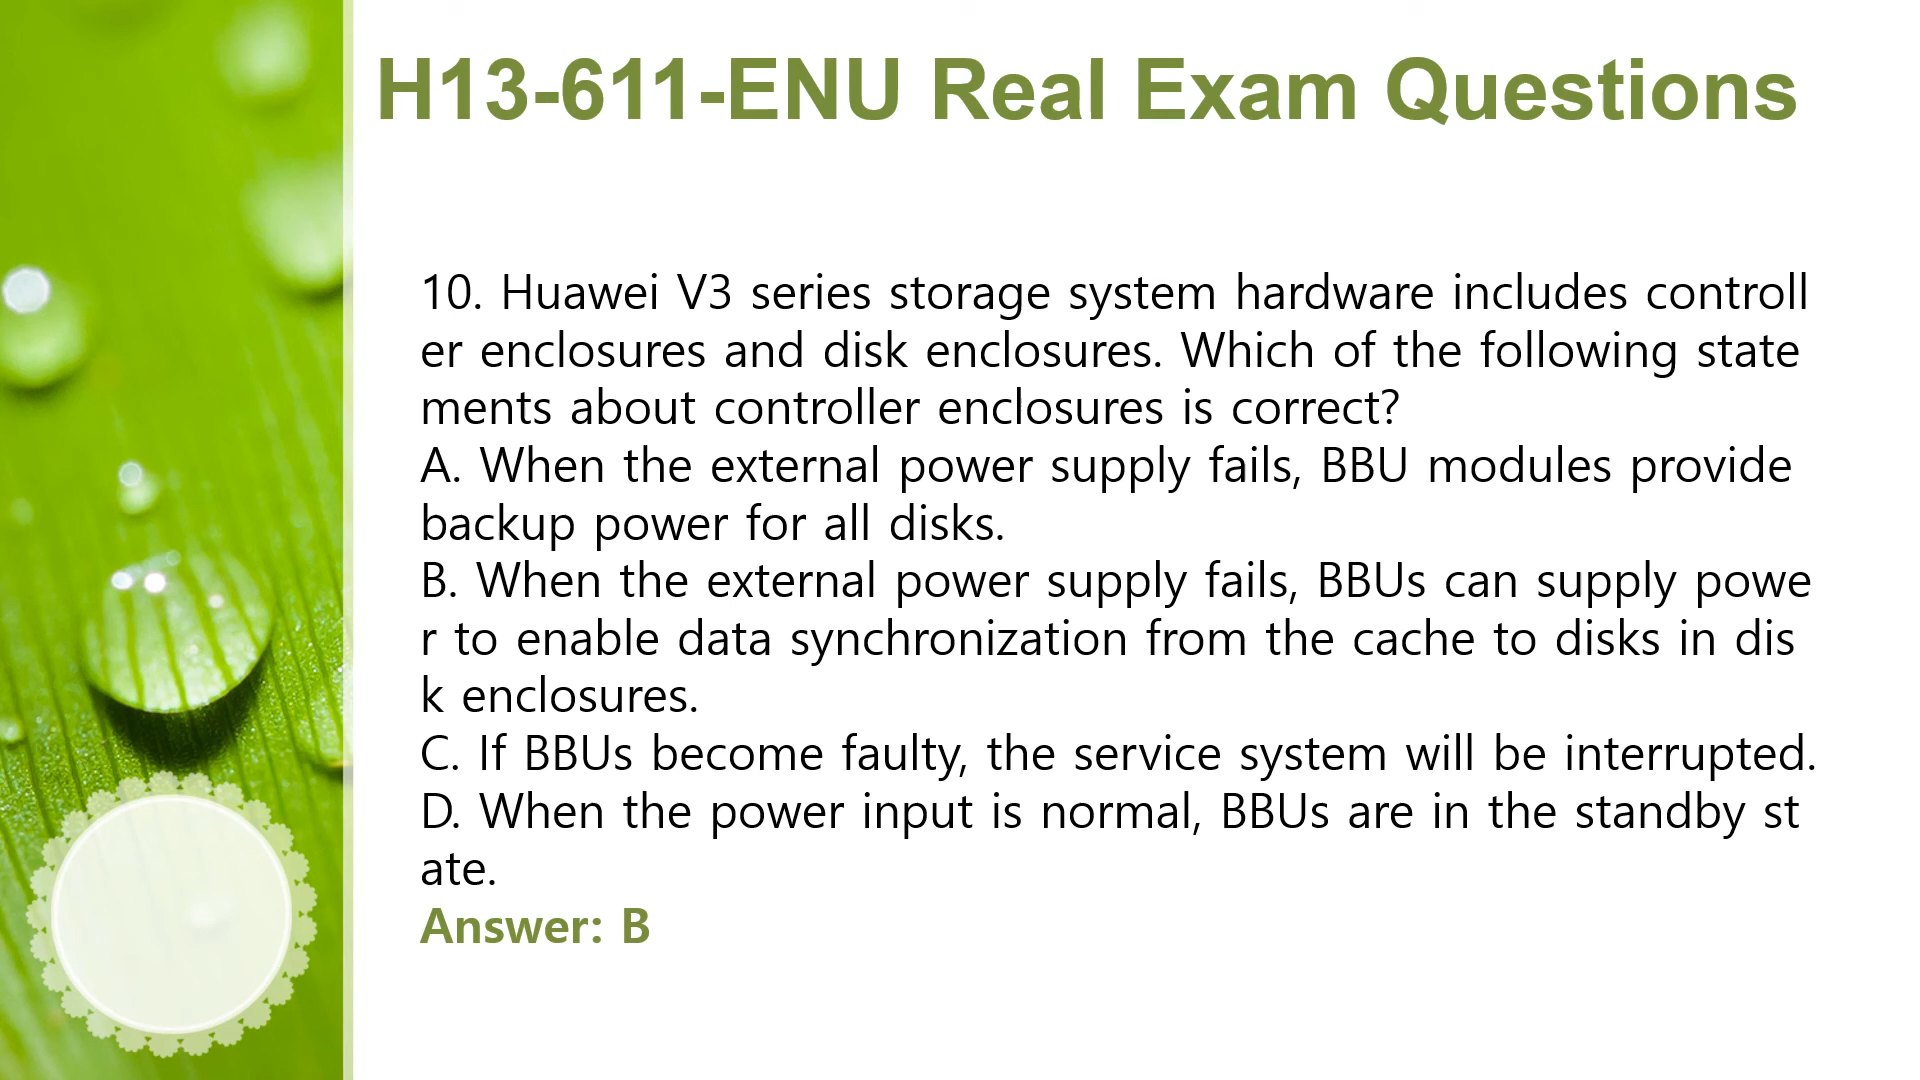 H13-611-ENU Real Exam Questions
10. Huawei V3 series storage system hardware includes controll
er enclosures and disk enclosures. Which of the following state
ments about controller enclosures is correct?
A. When the external power supply fails, BBU modules provide
backup power for all disks.
B. When the external power supply fails, BBUs can supply powe
r to enable data synchronization from the cache to disks in dis
k enclosures.
C. If BBUs become faulty, the service system will be interrupted.
D. When the power input is normal, BBUs are in the standby st
ate.
Answer: B